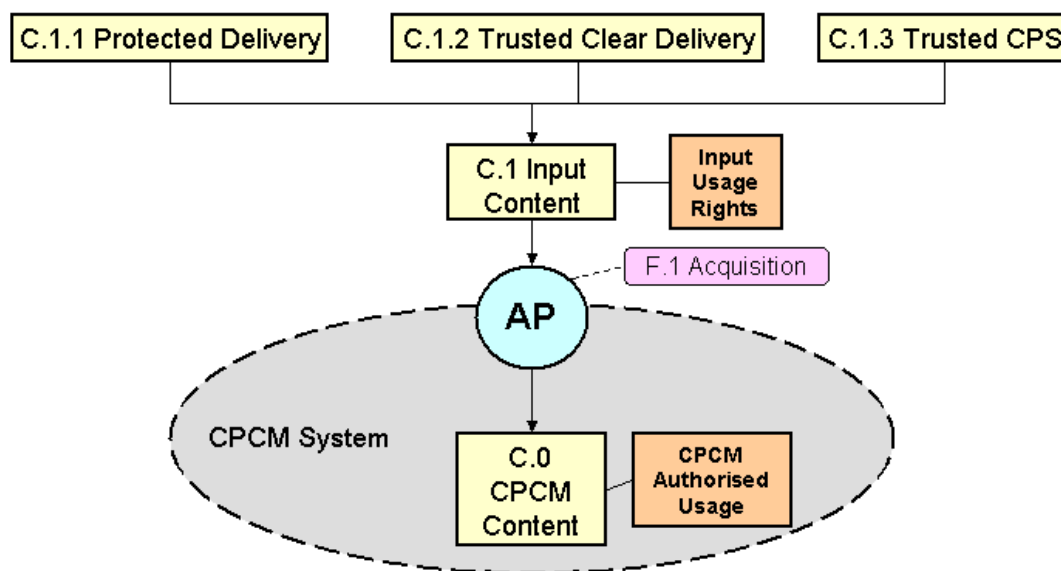 C.1.1 Protected Delivery
C.1.2 Trusted Clear Delivery
C.1.3 Trusted CPS
C.1 Input
Content
Input
Usage
Rights
F.1 Acquisition
AP
CPCM System
C.0
CPCM
Content
CPCM
Authorised
Usage